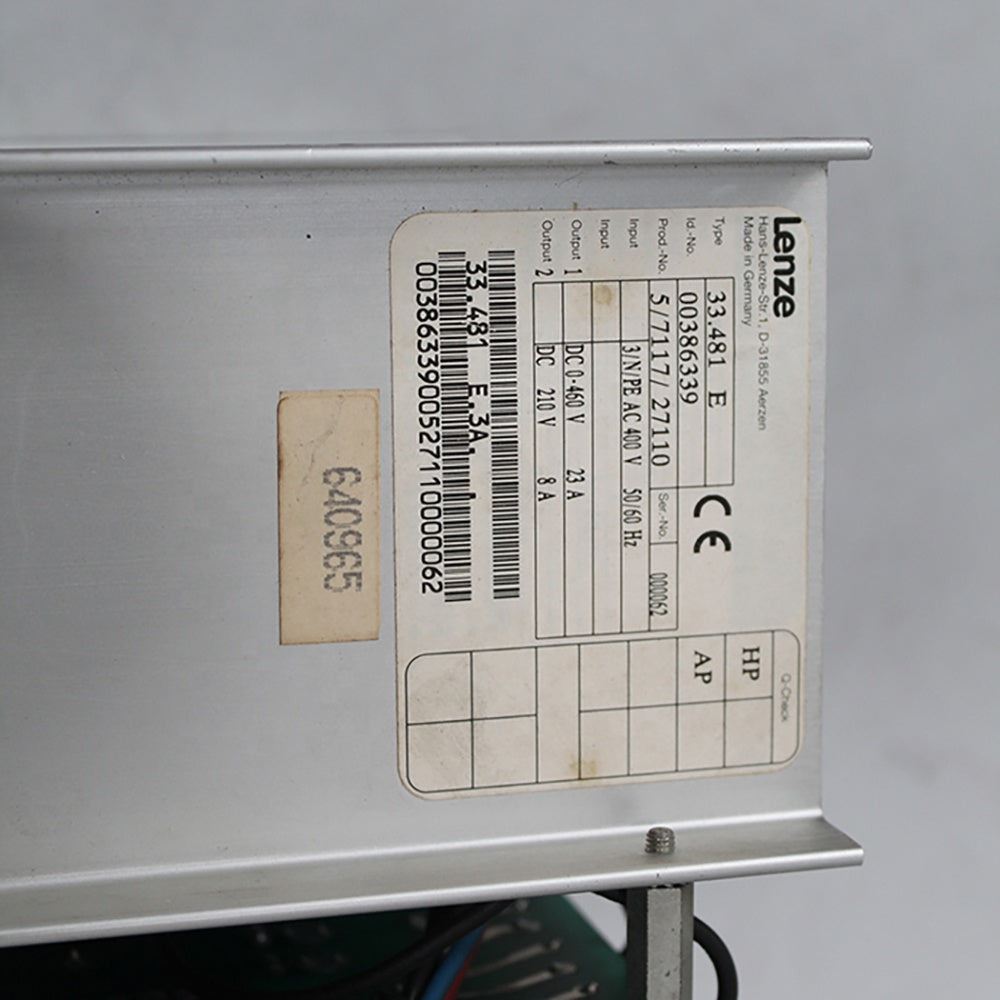 Lenze
Hans-Lenze-Str.1, D-31855 Aerzen
Made in Germany
Type 33.481 E
Id.-No. 00386339
Prod.-No. 5/7117/27110 Ser.-No. 000062
Input 3/N/PE AC 400 V 50/60 Hz
Input
Output 1 DC 0-460 V 23 A
Output 2 DC 210 V 8 A
CE
33.481 E.3A.
0038633900527110000062
Q-Check
HP
AP
640965